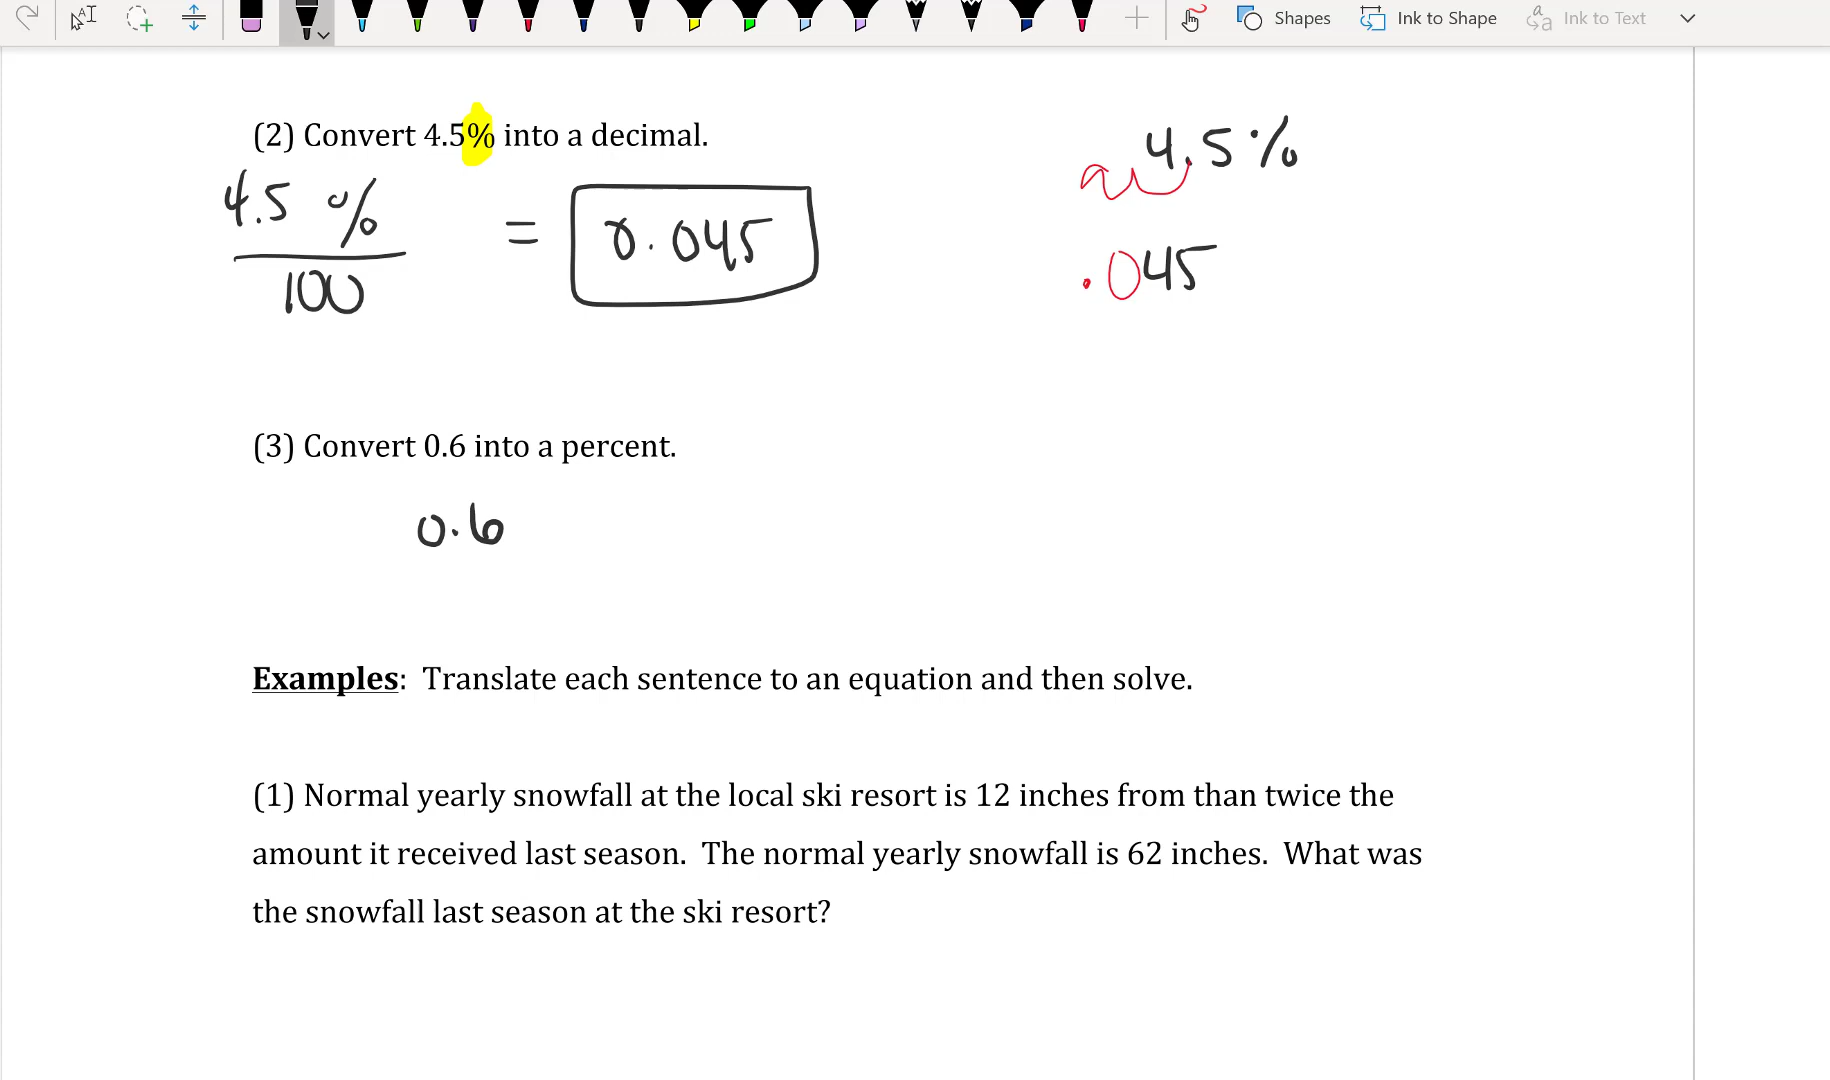 Shapes Ink to Shape Ink to Text
(2) Convert 4.5% into a decimal.
4.5%
4.5 %
100
= 0.045
.045
(3) Convert 0.6 into a percent.
0.6
Examples: Translate each sentence to an equation and then solve.
(1) Normal yearly snowfall at the local ski resort is 12 inches from than twice the
amount it received last season. The normal yearly snowfall is 62 inches. What was
the snowfall last season at the ski resort?